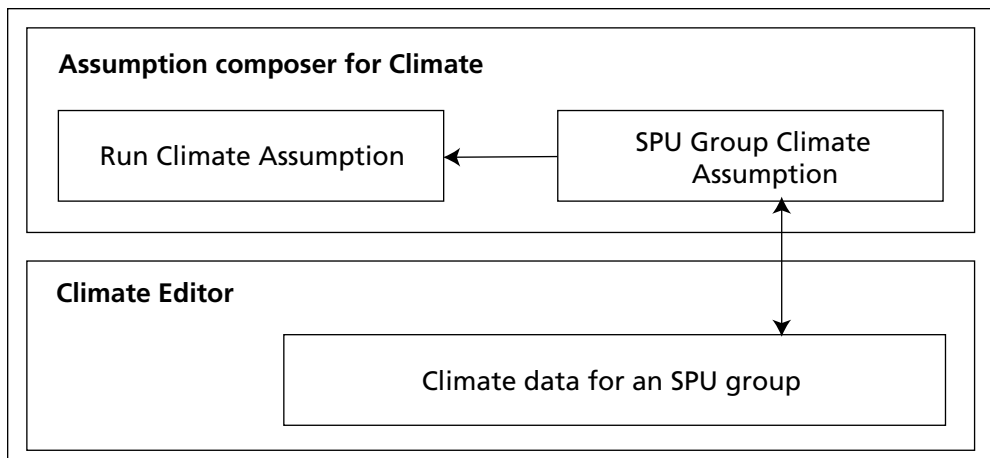 Assumption composer for Climate
Run Climate Assumption
SPU Group Climate
Assumption
Climate Editor
Climate data for an SPU group